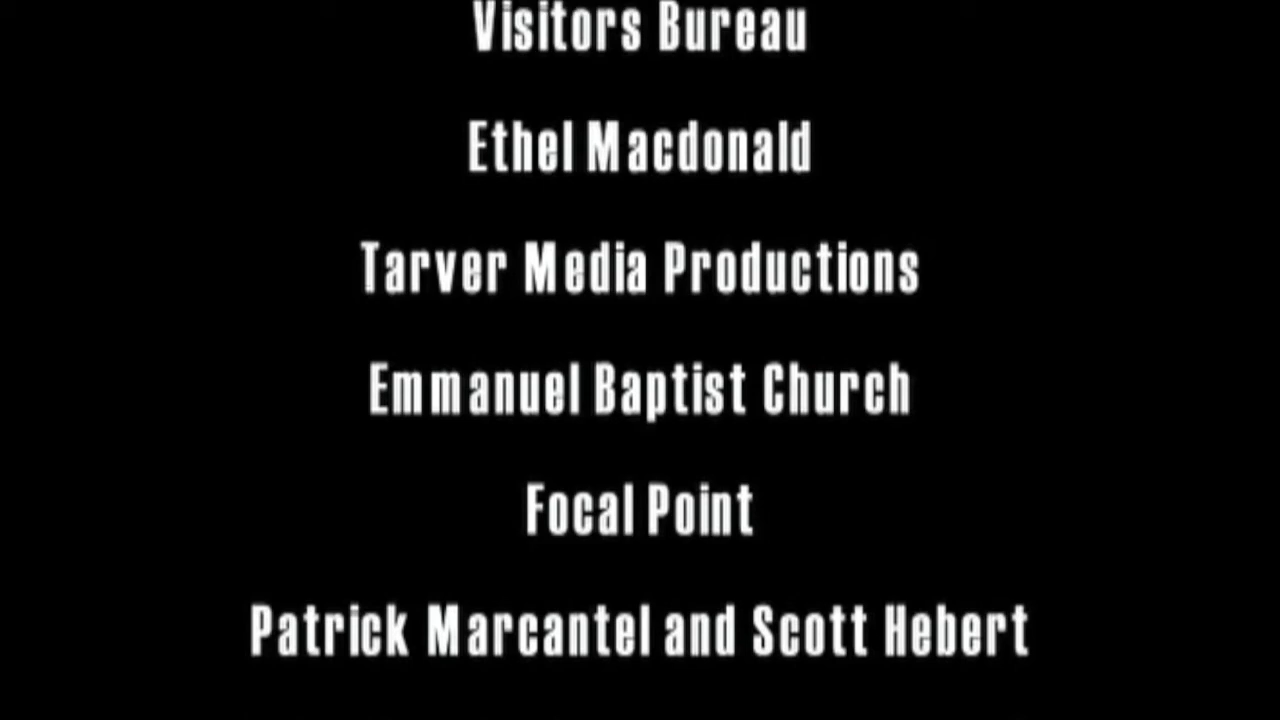 Visitors Bureau
Ethel Macdonald
Tarver Media Productions
Emmanuel Baptist Church
Focal Point
Patrick Marcantel and Scott Hebert